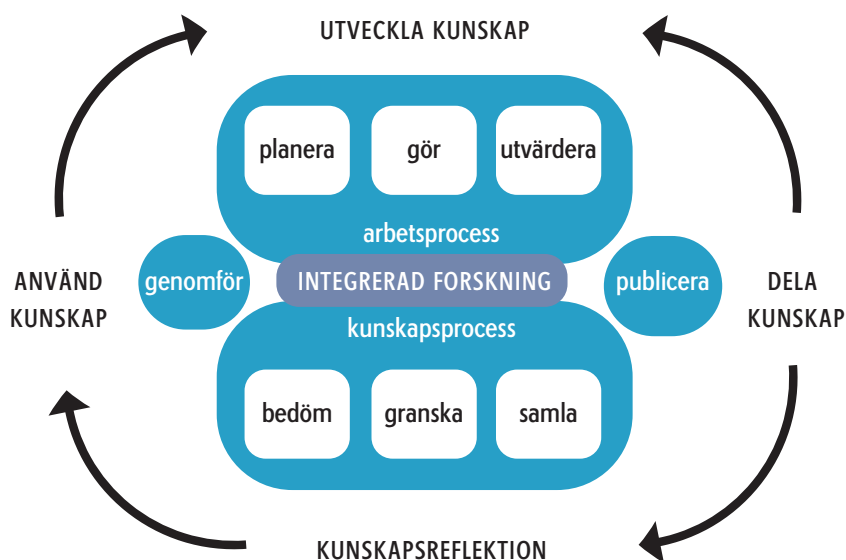 UTVECKLA KUNSKAP
planera
gör
utvärdera
arbetsprocess
ANVÄND
KUNSKAP
genomför
INTEGRERAD FORSKNING
publicera
DELA
KUNSKAP
kunskapsprocess
bedöm
granska
samla
KUNSKAPSREFLEKTION